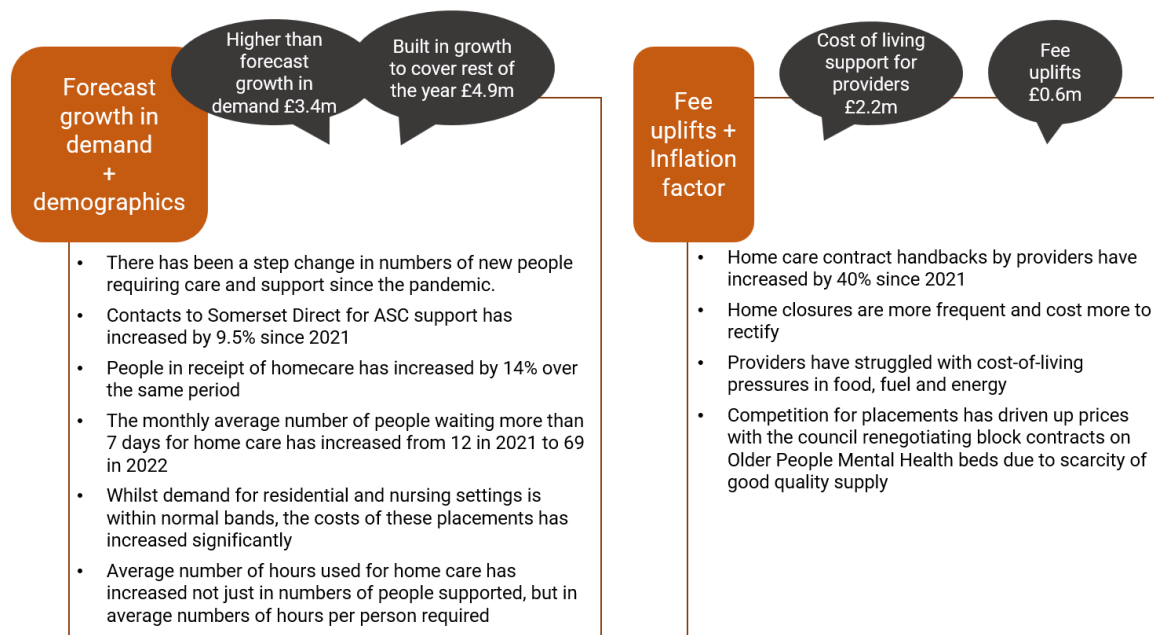 Forecast
growth in
demand
+
demographics
Higher than
forecast
growth in
demand £3.4m
Built in growth
to cover rest of
the year £4.9m
• There has been a step change in numbers of new people
requiring care and support since the pandemic.
• Contacts to Somerset Direct for ASC support has
increased by 9.5% since 2021
• People in receipt of homecare has increased by 14% over
the same period
• The monthly average number of people waiting more than
7 days for home care has increased from 12 in 2021 to 69
in 2022
• Whilst demand for residential and nursing settings is
within normal bands, the costs of these placements has
increased significantly
• Average number of hours used for home care has
increased not just in numbers of people supported, but in
average numbers of hours per person required
Fee
uplifts +
Inflation
factor
Cost of living
support for
providers
£2.2m
Fee
uplifts
£0.6m
• Home care contract handbacks by providers have
increased by 40% since 2021
• Home closures are more frequent and cost more to
rectify
• Providers have struggled with cost-of-living
pressures in food, fuel and energy
• Competition for placements has driven up prices
with the council renegotiating block contracts on
Older People Mental Health beds due to scarcity of
good quality supply